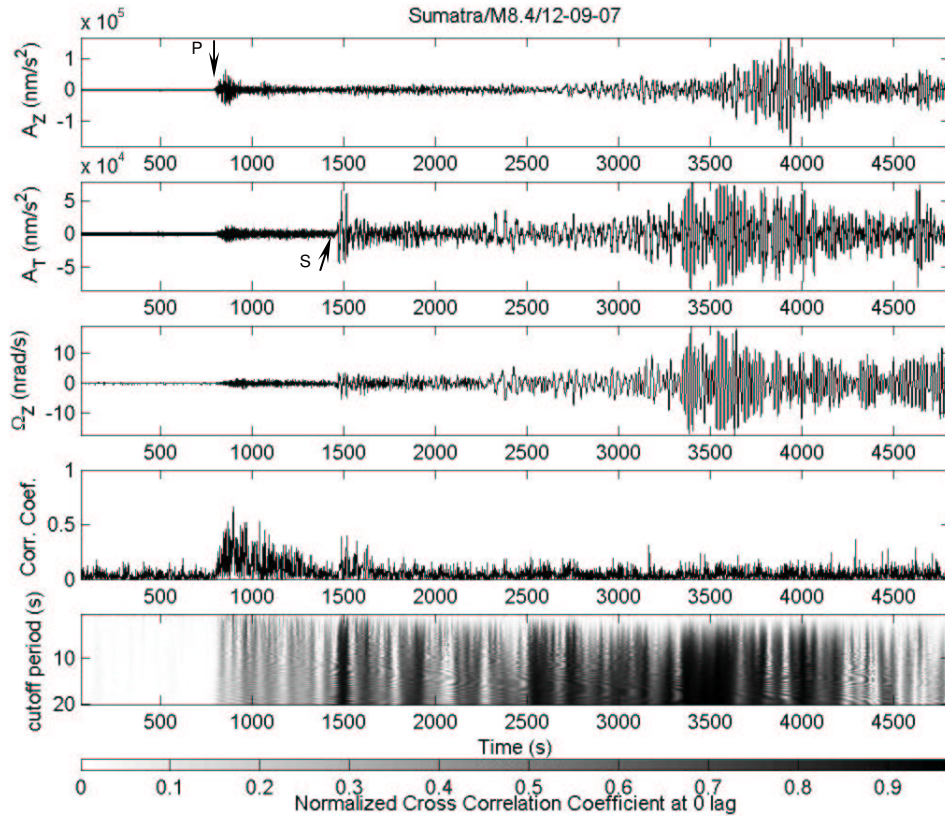 Sumatra/M8.4/12-09-07
x 10^5
P
A_Z (nm/s^2)
1
0
-1
500 1000 1500 2000 2500 3000 3500 4000 4500
x 10^4
A_T (nm/s^2)
5
0
-5
S
500 1000 1500 2000 2500 3000 3500 4000 4500
Ω_Z (nrad/s)
10
0
-10
500 1000 1500 2000 2500 3000 3500 4000 4500
Corr. Coef.
1
0.5
0
500 1000 1500 2000 2500 3000 3500 4000 4500
cutoff period (s)
10
20
500 1000 1500 2000 2500 3000 3500 4000 4500
Time (s)
0 0.1 0.2 0.3 0.4 0.5 0.6 0.7 0.8 0.9
Normalized Cross Correlation Coefficient at 0 lag